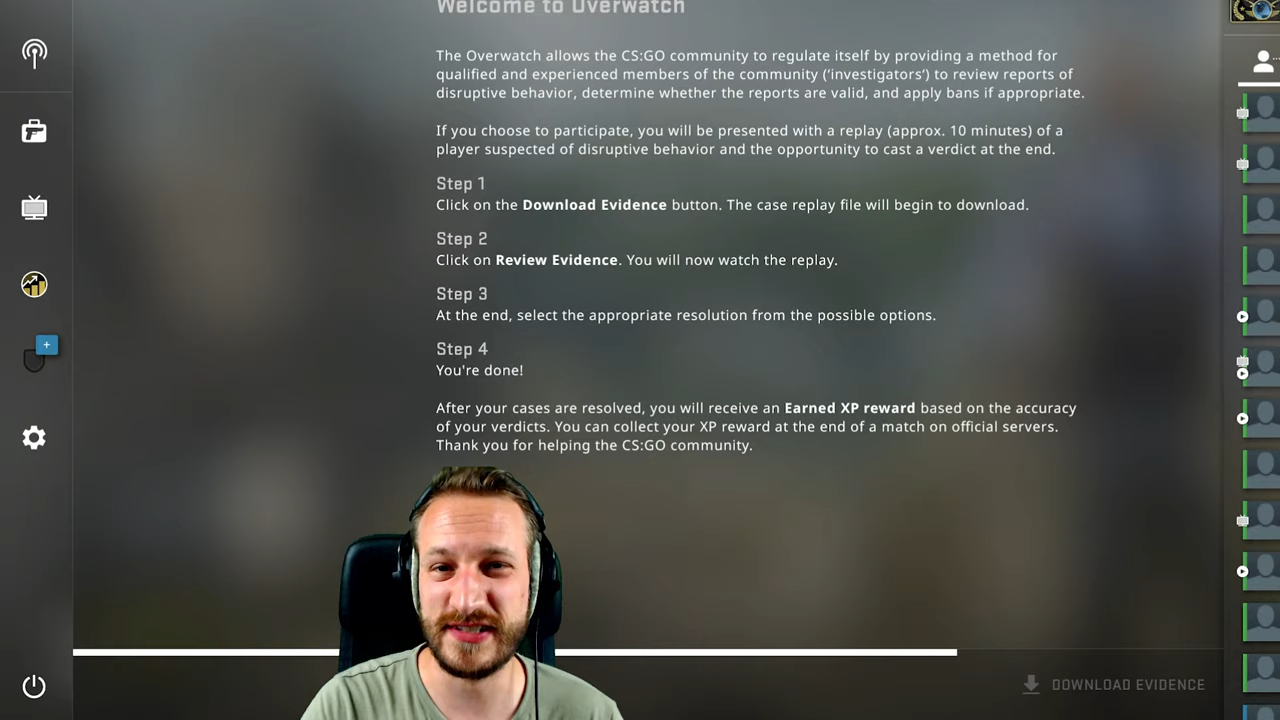 Welcome to Overwatch
The Overwatch allows the CS:GO community to regulate itself by providing a method for
qualified and experienced members of the community ('investigators') to review reports of
disruptive behavior, determine whether the reports are valid, and apply bans if appropriate.
If you choose to participate, you will be presented with a replay (approx. 10 minutes) of a
player suspected of disruptive behavior and the opportunity to cast a verdict at the end.
Step 1
Click on the Download Evidence button. The case replay file will begin to download.
Step 2
Click on Review Evidence. You will now watch the replay.
Step 3
At the end, select the appropriate resolution from the possible options.
Step 4
You're done!
After your cases are resolved, you will receive an Earned XP reward based on the accuracy
of your verdicts. You can collect your XP reward at the end of a match on official servers.
Thank you for helping the CS:GO community.
DOWNLOAD EVIDENCE